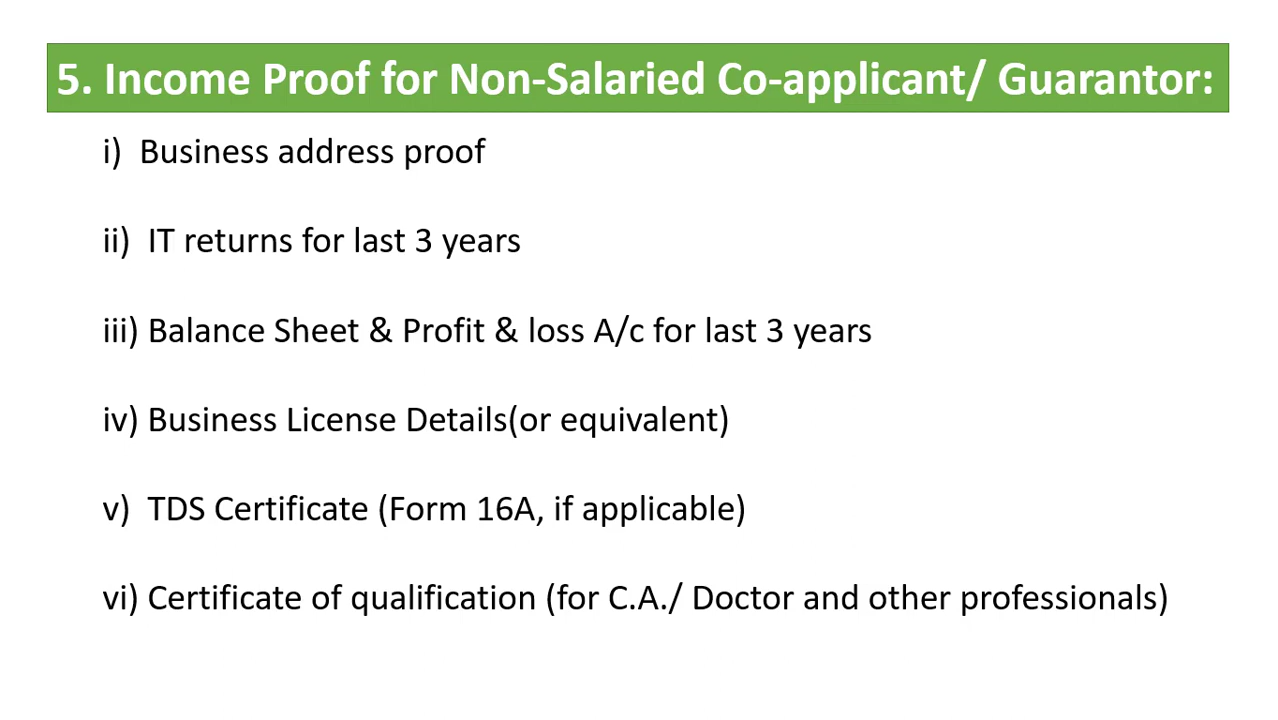 5. Income Proof for Non-Salaried Co-applicant/ Guarantor:
i) Business address proof
ii) IT returns for last 3 years
iii) Balance Sheet & Profit & loss A/c for last 3 years
iv) Business License Details(or equivalent)
v) TDS Certificate (Form 16A, if applicable)
vi) Certificate of qualification (for C.A./ Doctor and other professionals)